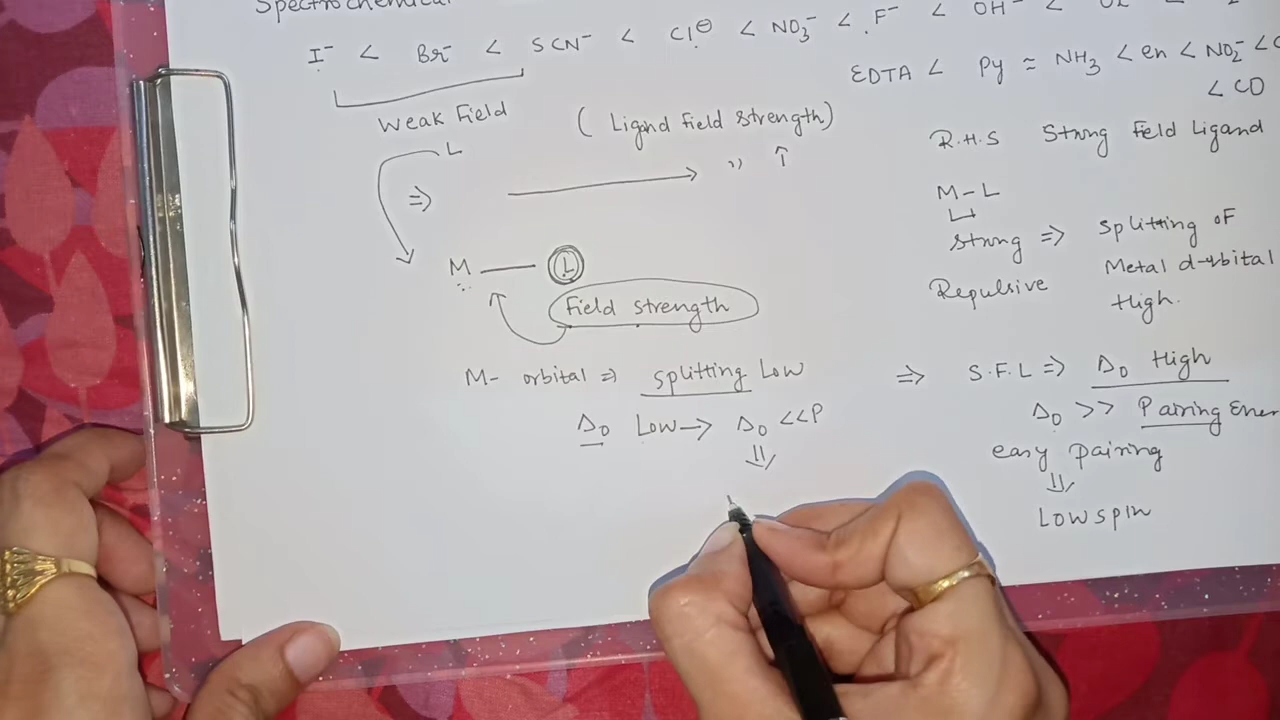 Spectrochemical
I⁻ < Br⁻ < SCN⁻ < Cl⊖ < NO₃⁻ < F⁻ < OH⁻ <
EDTA < Py ≈ NH₃ < en < NO₂⁻ < C
< CO
Weak Field
(Ligand field strength)
L
⇒ ⟶ ,, ↑
M — L
Field strength
M- orbital ⇒ splitting Low
Δ₀ Low → Δ₀ <<P
⇓
R.H.S Strong Field Ligand
M-L
Strong ⇒ Splitting of
Repulsive Metal d-orbital
High.
⇒ S.F.L ⇒ Δ₀ High
Δ₀ >> Pairing Ener
easy pairing
⇓
Low spin